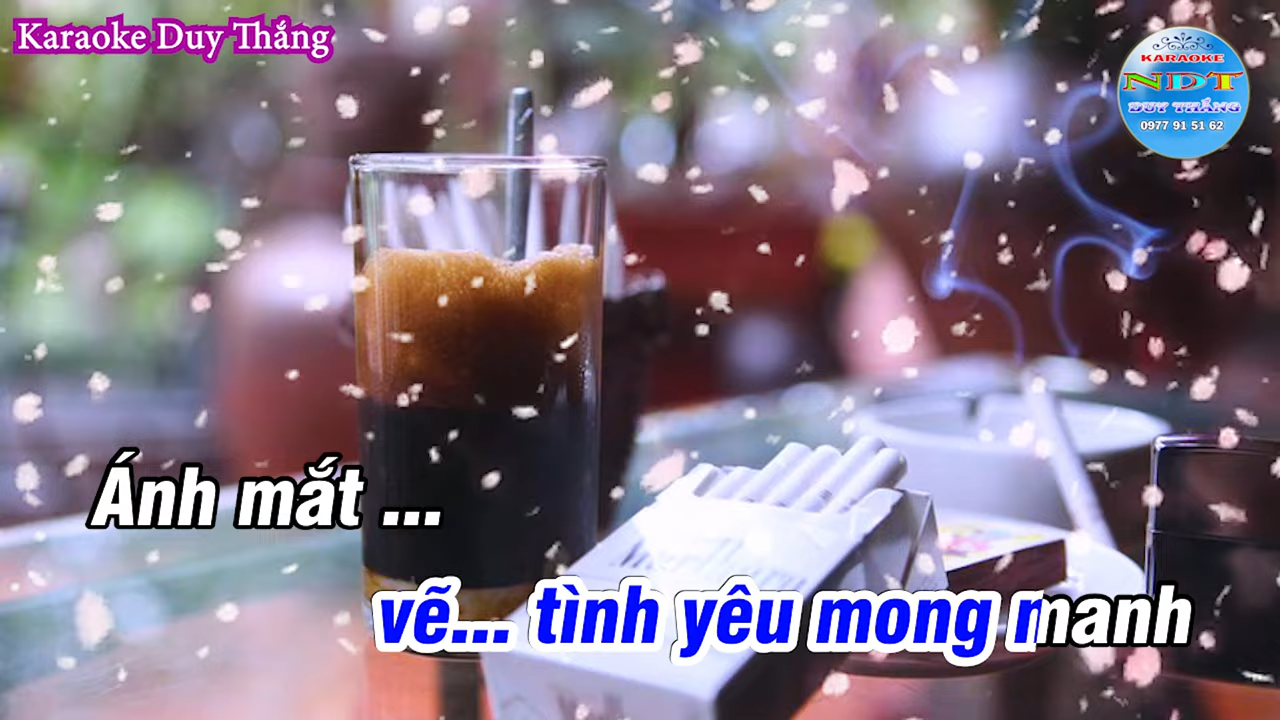 Karaoke Duy Thắng
KARAOKE
NDT
DUY THẮNG
0977 91 51 62
Ánh mắt ...
vẽ... tình yêu mong manh